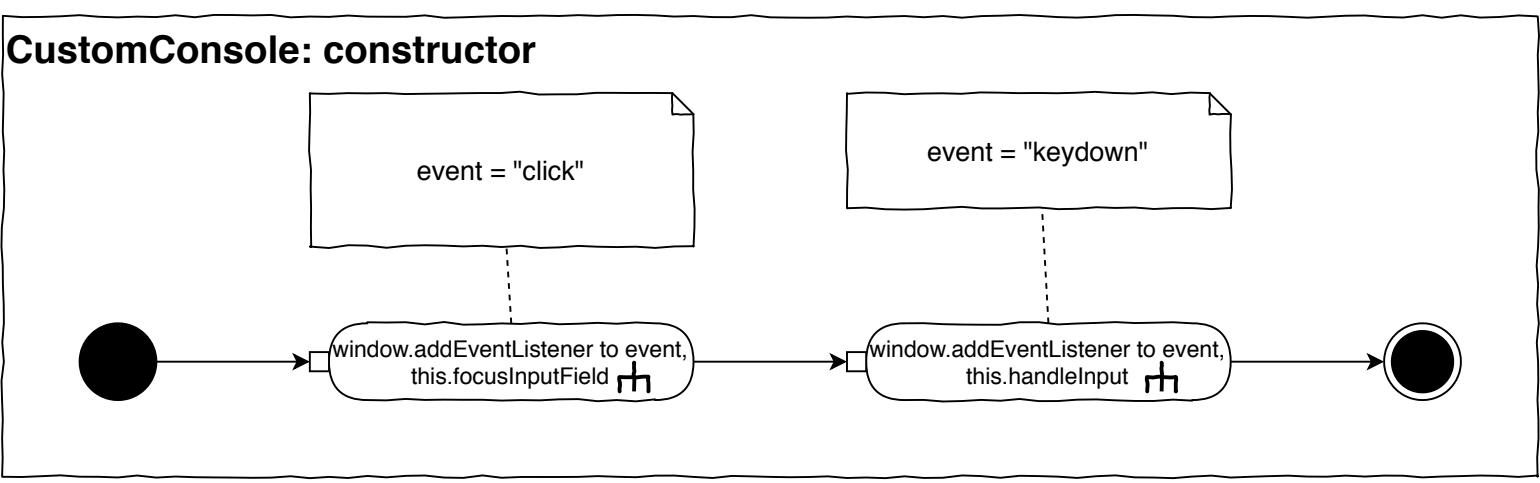 CustomConsole: constructor
event = "click"
event = "keydown"
window.addEventListener to event,
this.focusInputField
window.addEventListener to event,
this.handleInput